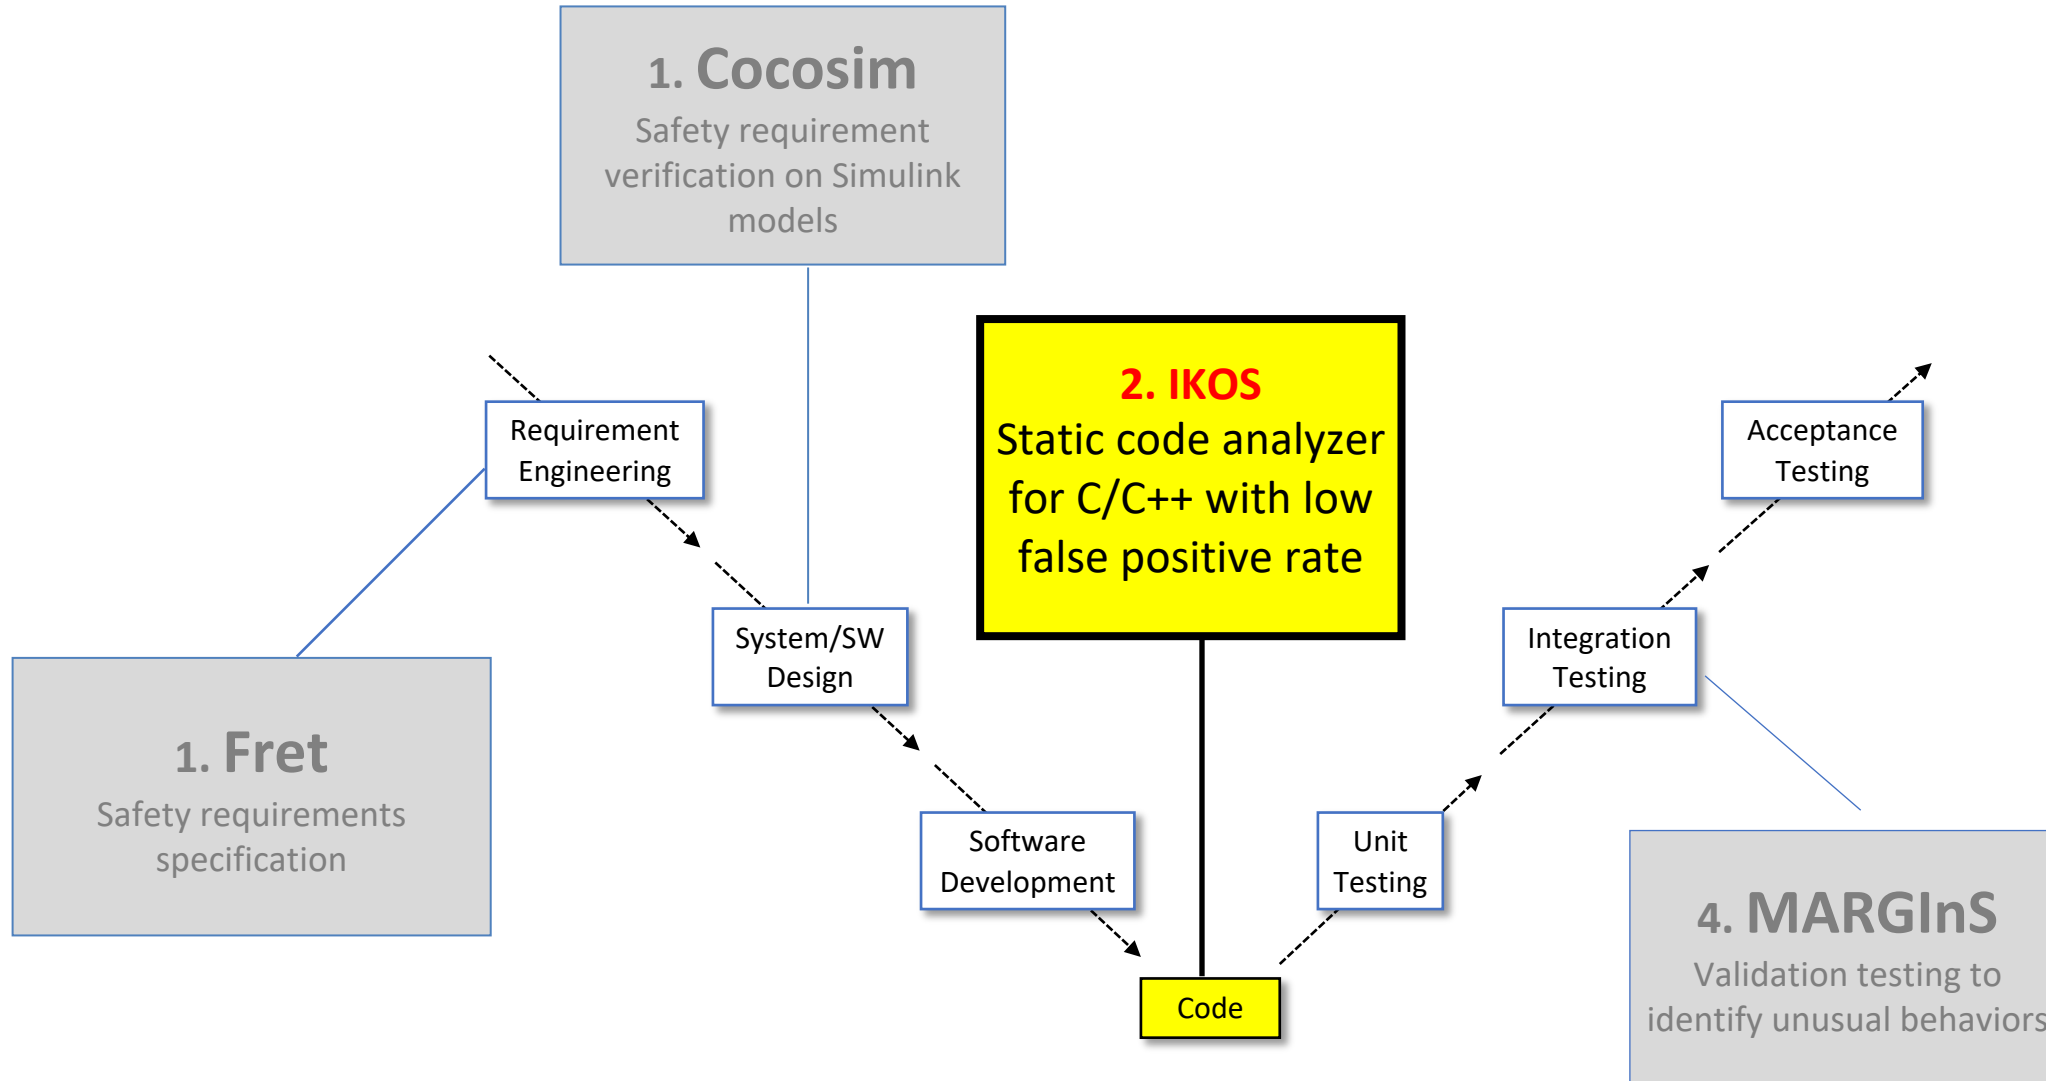 1. Cocosim
Safety requirement
verification on Simulink
models
2. IKOS
Static code analyzer
for C/C++ with low
false positive rate
Requirement
Engineering
Acceptance
Testing
System/SW
Design
Integration
Testing
1. Fret
Safety requirements
specification
Software
Development
Unit
Testing
4. MARGInS
Validation testing to
identify unusual behaviors
Code